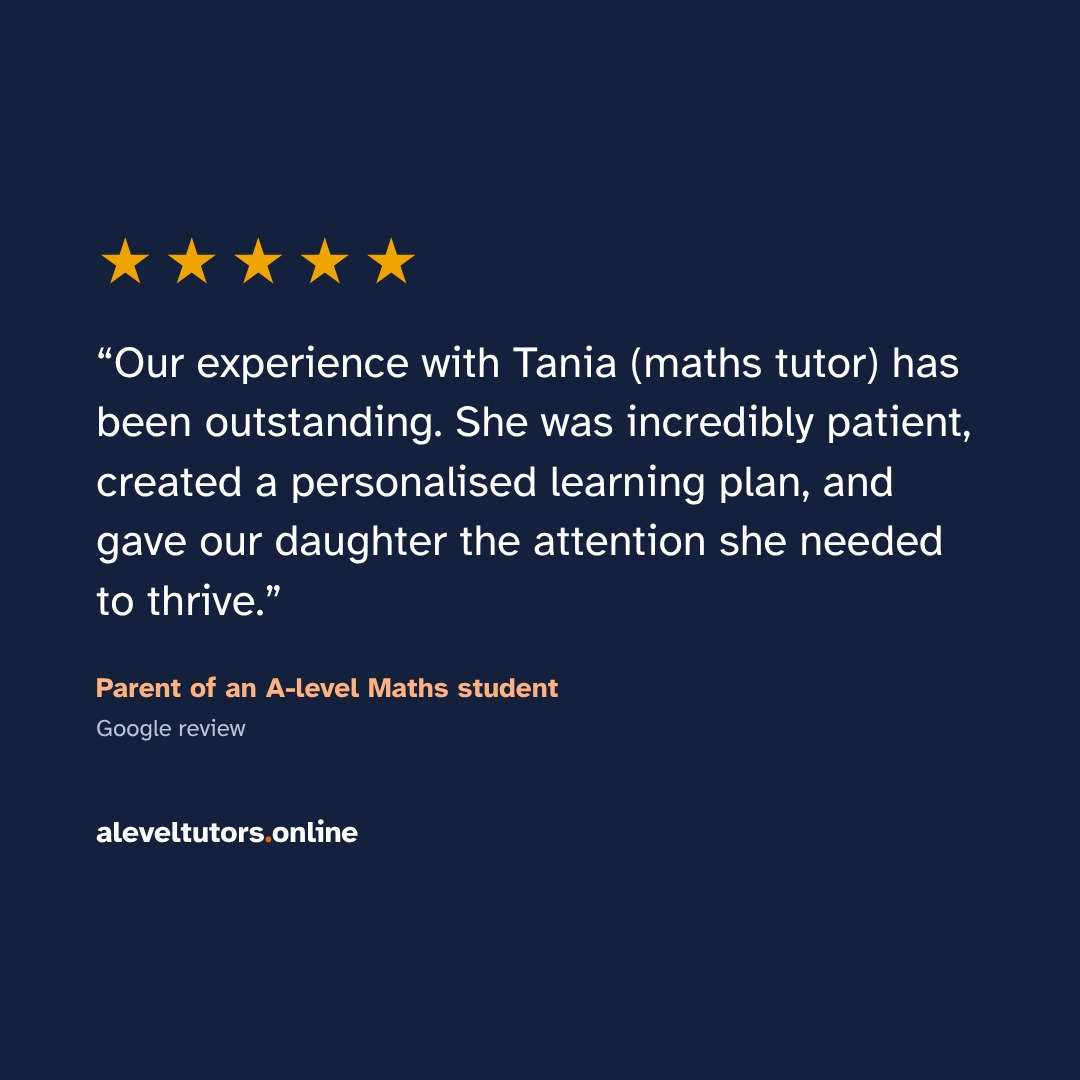 ★★★★★
“Our experience with Tania (maths tutor) has
been outstanding. She was incredibly patient,
created a personalised learning plan, and
gave our daughter the attention she needed
to thrive.”
Parent of an A-level Maths student
Google review
aleveltutors.online